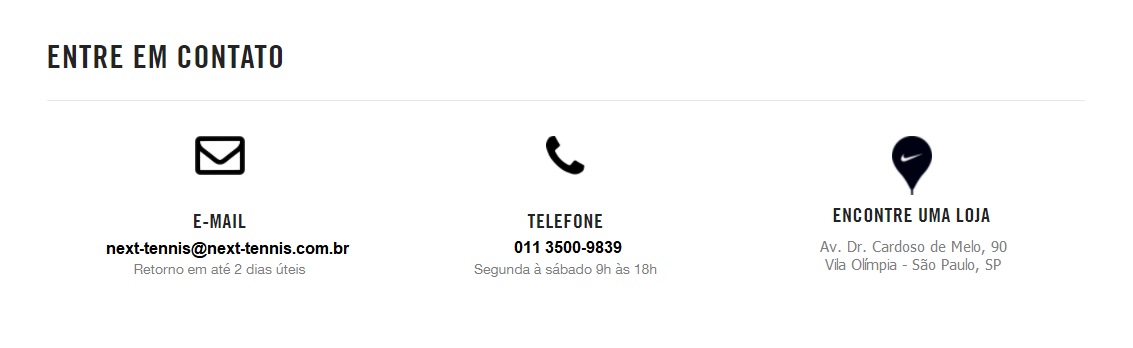 ENTRE EM CONTATO
E-MAIL
next-tennis@next-tennis.com.br
Retorno em até 2 dias úteis
TELEFONE
011 3500-9839
Segunda à sábado 9h às 18h
ENCONTRE UMA LOJA
Av. Dr. Cardoso de Melo, 90
Vila Olímpia - São Paulo, SP